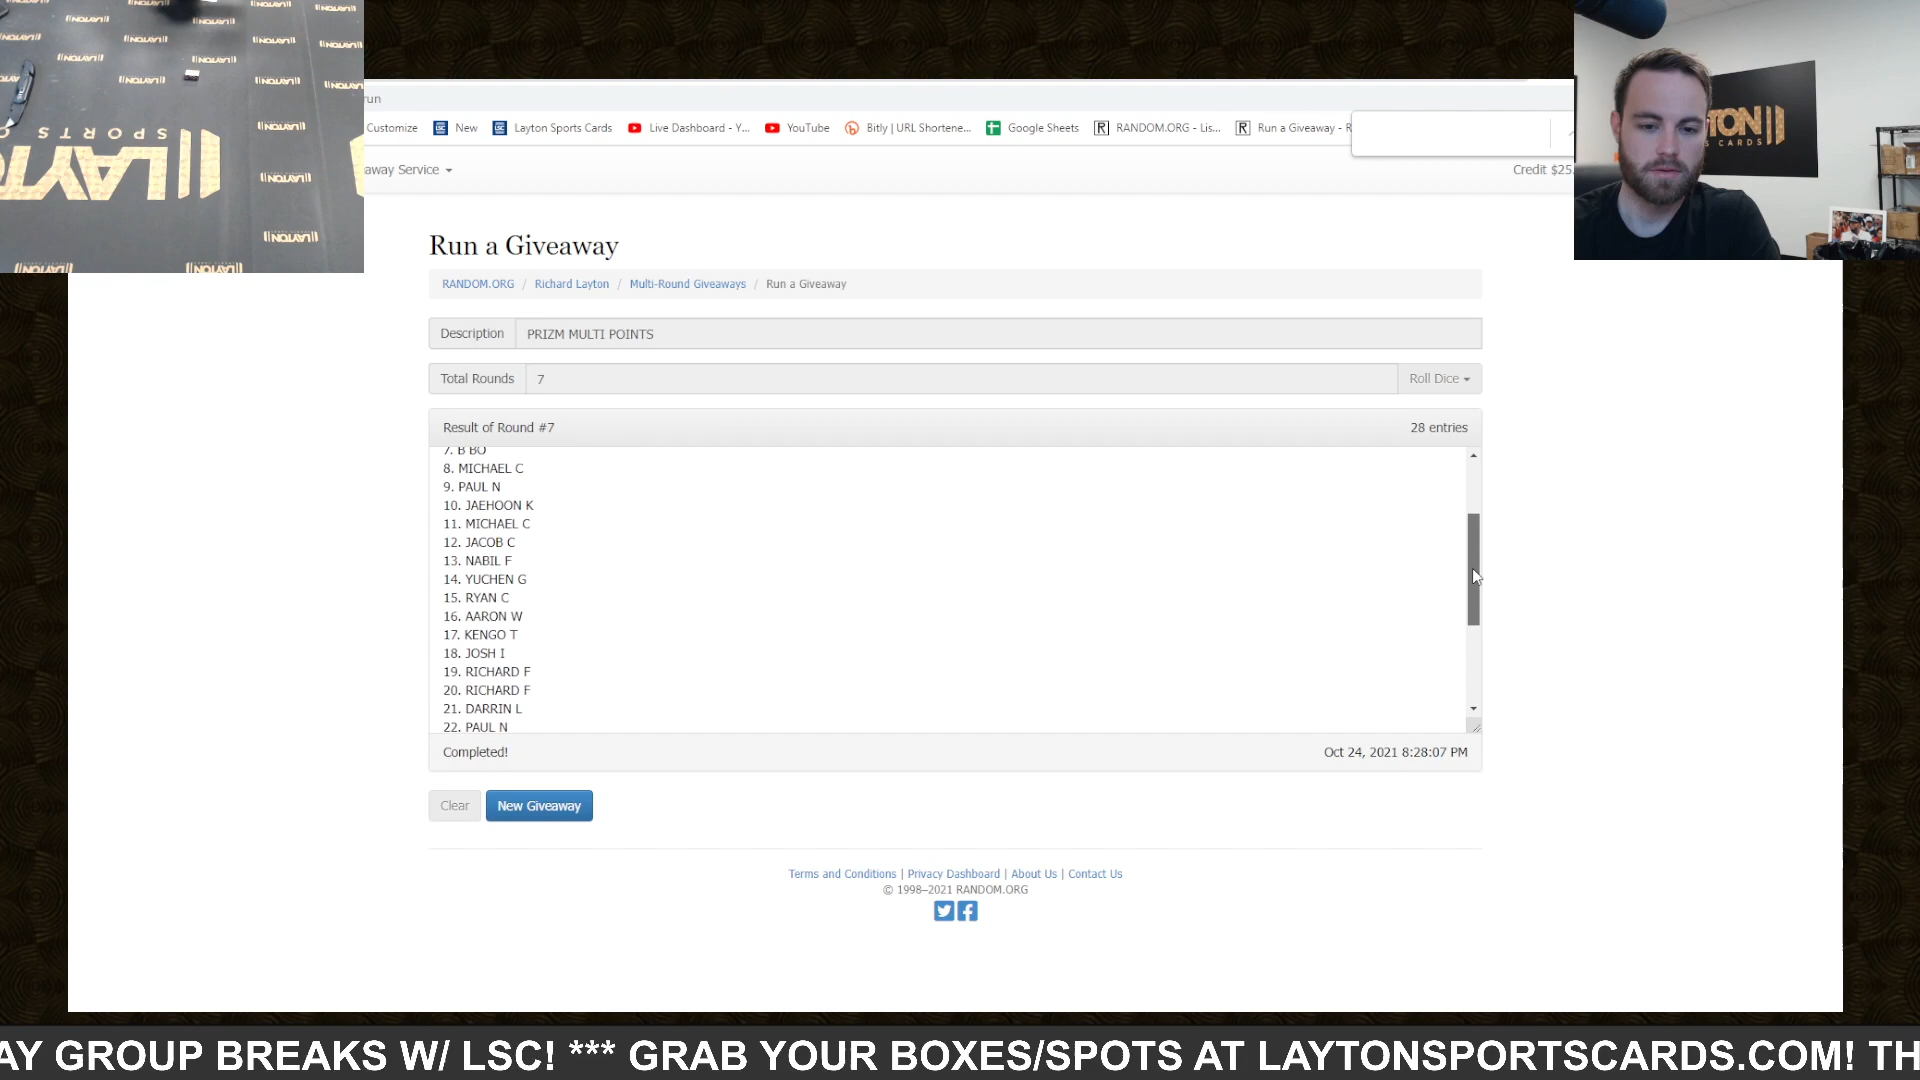 run
Customize New Layton Sports Cards Live Dashboard - Y... YouTube Bitly | URL Shortene... Google Sheets RANDOM.ORG - Lis... Run a Giveaway - R
away Service Credit $25.
Run a Giveaway
RANDOM.ORG / Richard Layton / Multi-Round Giveaways / Run a Giveaway
Description PRIZM MULTI POINTS
Total Rounds 7 Roll Dice
Result of Round #7 28 entries
7. B BO
8. MICHAEL C
9. PAUL N
10. JAEHOON K
11. MICHAEL C
12. JACOB C
13. NABIL F
14. YUCHEN G
15. RYAN C
16. AARON W
17. KENGO T
18. JOSH I
19. RICHARD F
20. RICHARD F
21. DARRIN L
22. PAUL N
Completed! Oct 24, 2021 8:28:07 PM
Clear New Giveaway
Terms and Conditions | Privacy Dashboard | About Us | Contact Us
© 1998–2021 RANDOM.ORG
AY GROUP BREAKS W/ LSC! *** GRAB YOUR BOXES/SPOTS AT LAYTONSPORTSCARDS.COM! TH